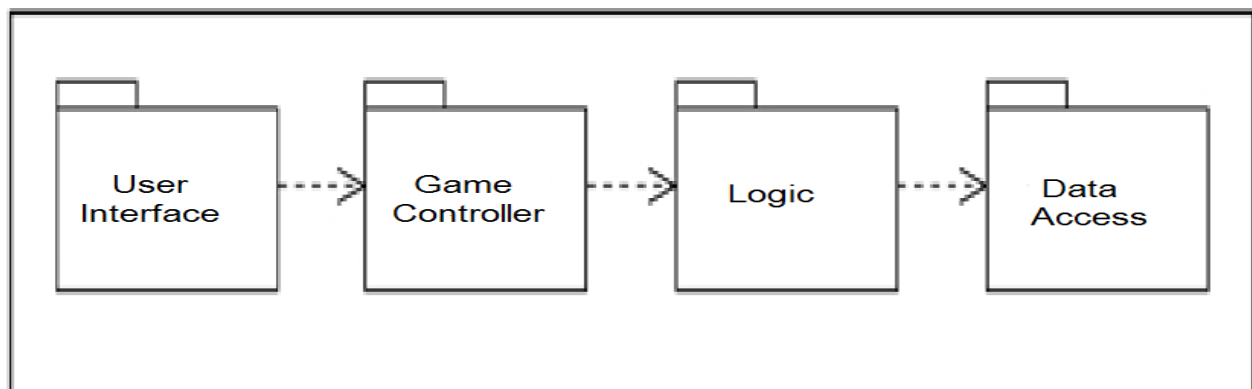 User
Interface
Game
Controller
Logic
Data
Access